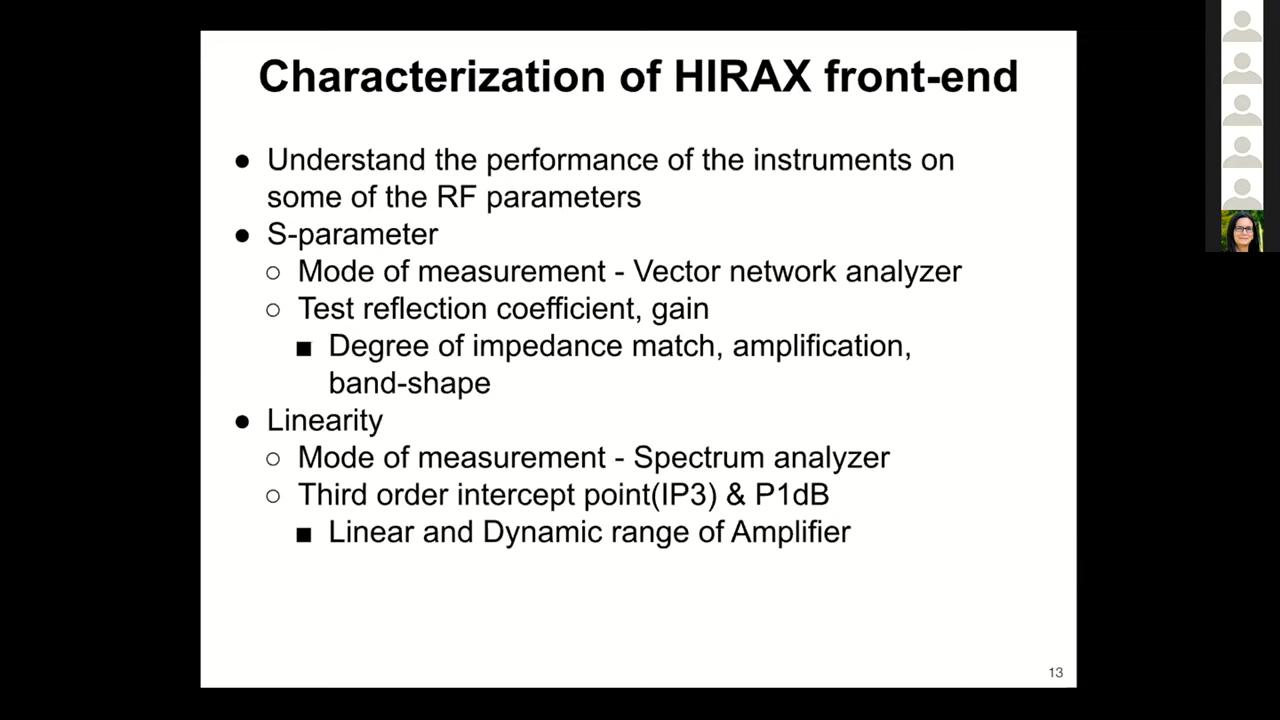 Characterization of HIRAX front-end
● Understand the performance of the instruments on
some of the RF parameters
● S-parameter
○ Mode of measurement - Vector network analyzer
○ Test reflection coefficient, gain
■ Degree of impedance match, amplification,
band-shape
● Linearity
○ Mode of measurement - Spectrum analyzer
○ Third order intercept point(IP3) & P1dB
■ Linear and Dynamic range of Amplifier
13